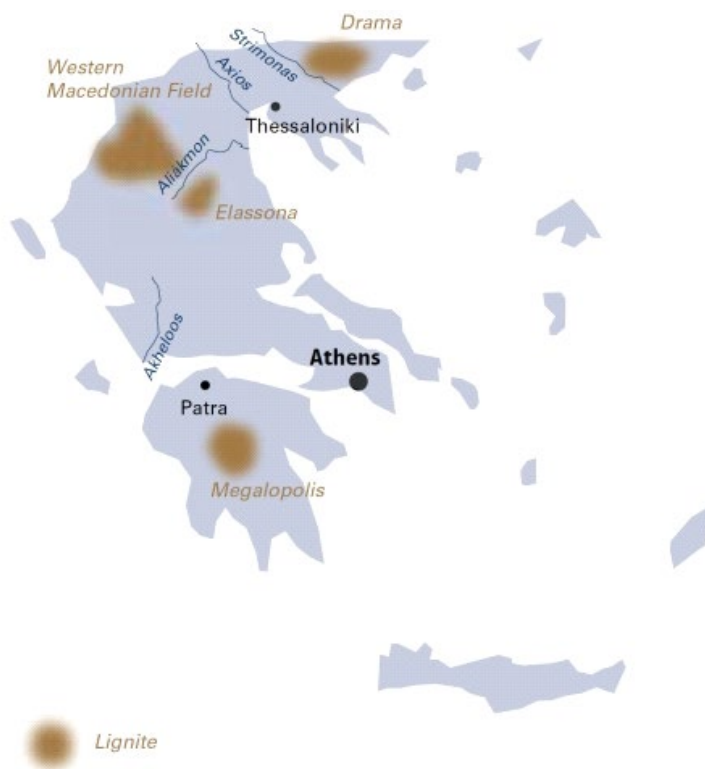 Drama
Strimonas
Axios
Western
Macedonian Field
Thessaloniki
Aliakmon
Elassona
Akheloos
Athens
Patra
Megalopolis
Lignite